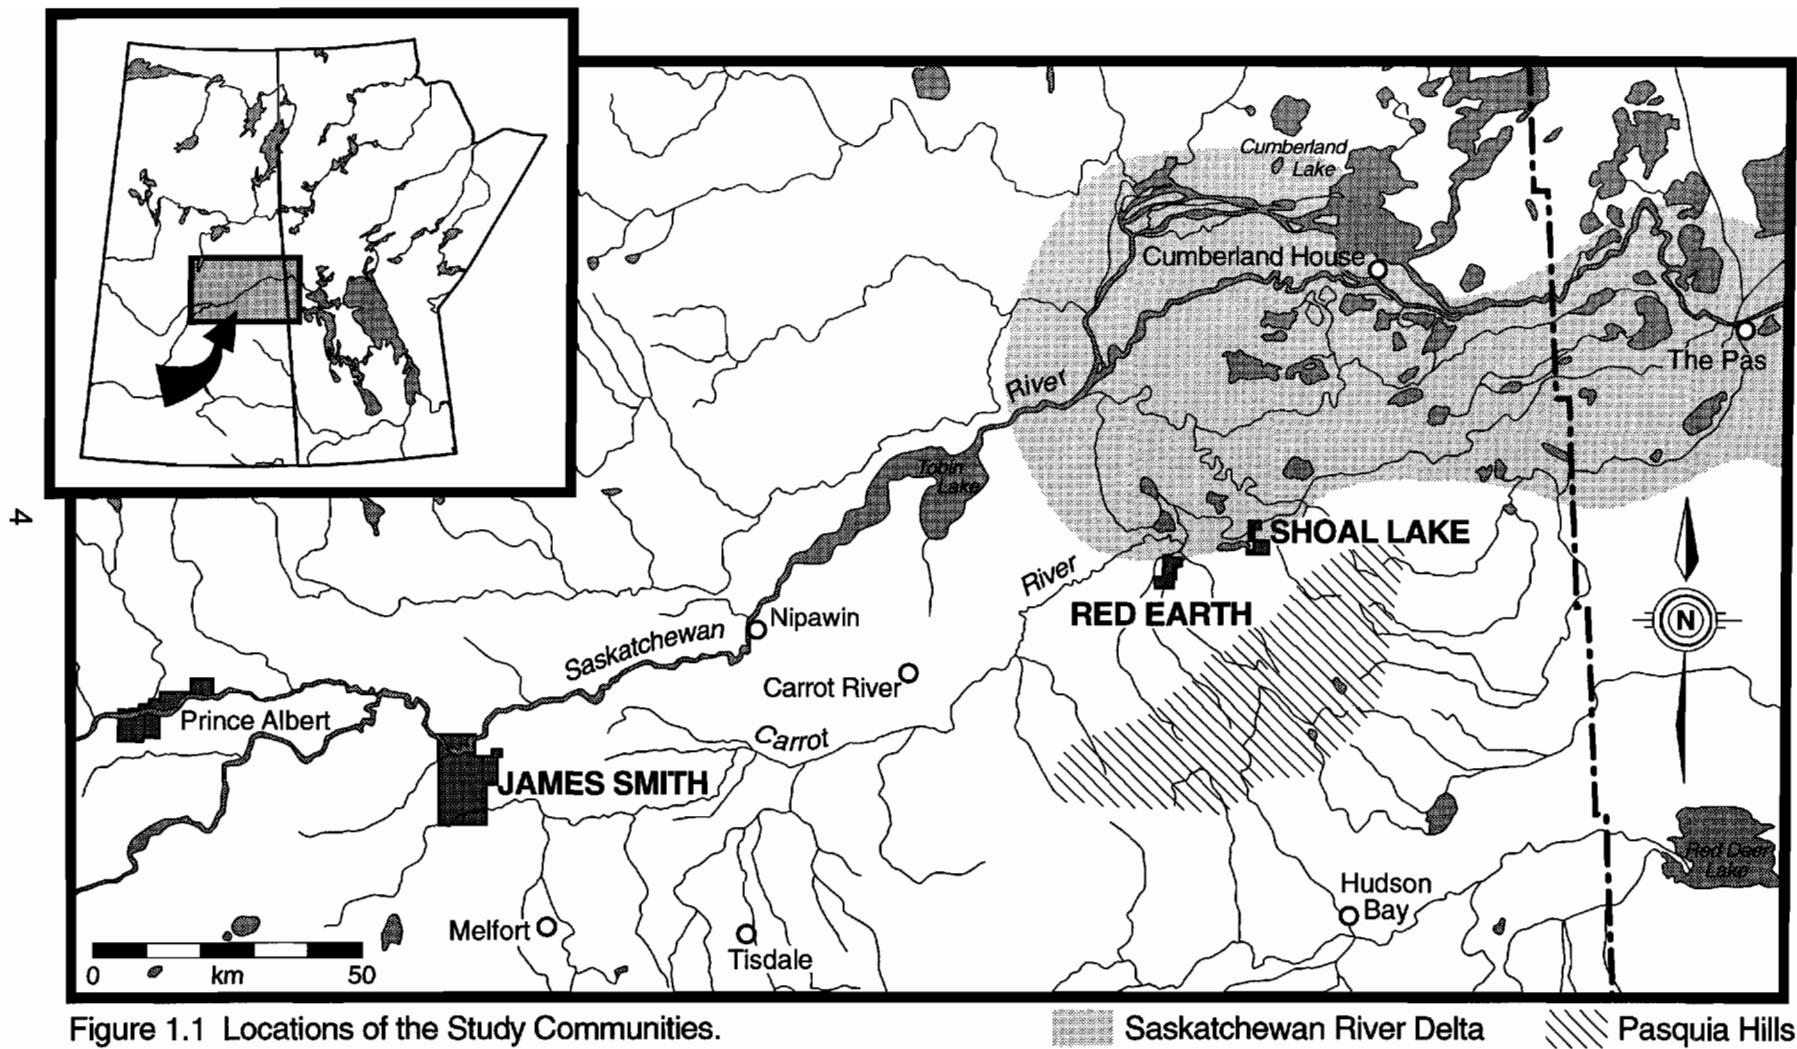 Cumberland
Lake
Cumberland House
The Pas
River
Tobin
Lake
4
SHOAL LAKE
River
RED EARTH
N
Nipawin
Saskatchewan
Carrot River
Prince Albert
Carrot
JAMES SMITH
Red Deer
Lake
Hudson
Bay
Melfort
Tisdale
0 km 50
Figure 1.1 Locations of the Study Communities.
Saskatchewan River Delta
Pasquia Hills